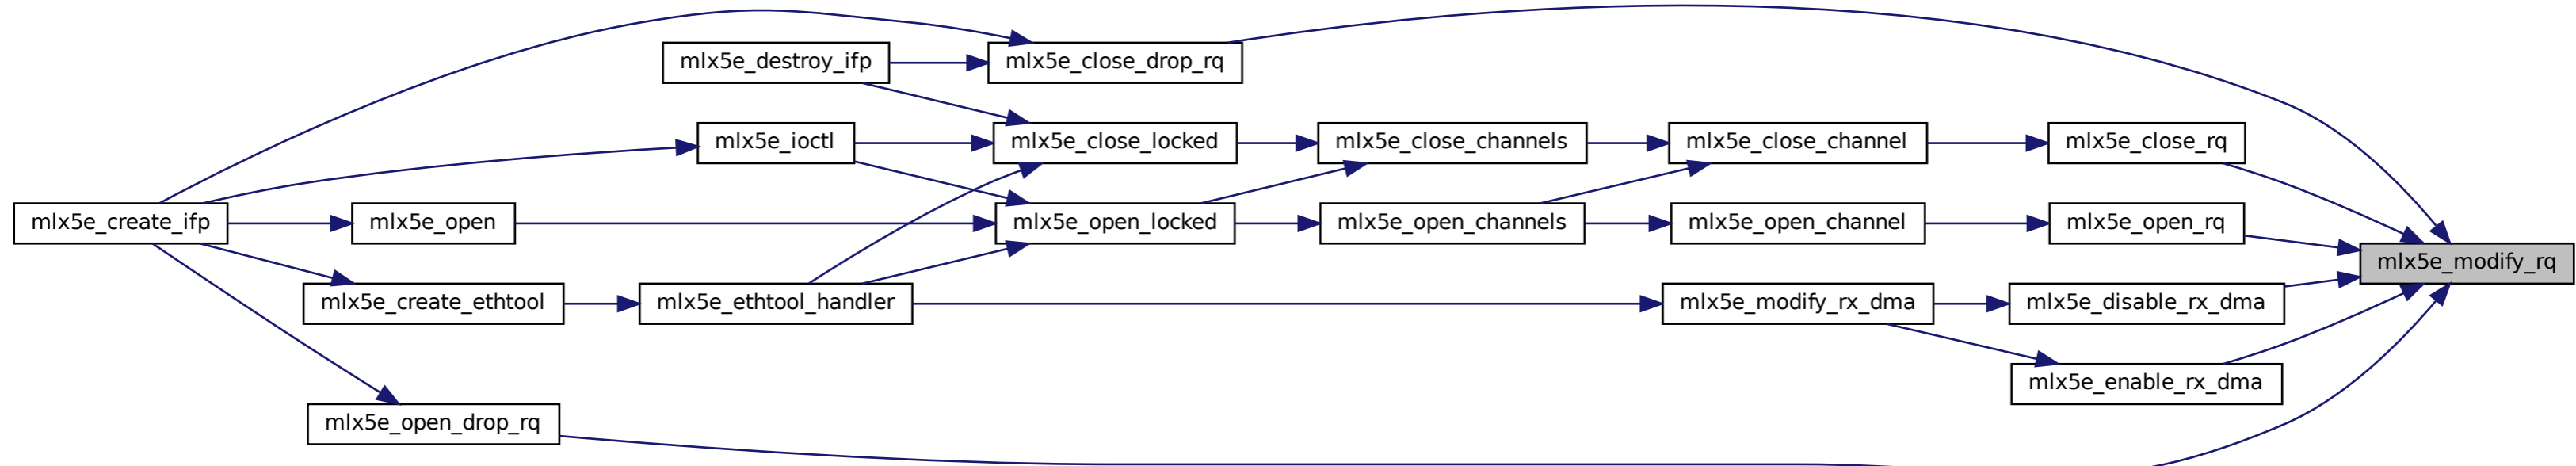 mlx5e_destroy_ifp
mlx5e_close_drop_rq
mlx5e_ioctl
mlx5e_close_locked
mlx5e_close_channels
mlx5e_close_channel
mlx5e_close_rq
mlx5e_create_ifp
mlx5e_open
mlx5e_open_locked
mlx5e_open_channels
mlx5e_open_channel
mlx5e_open_rq
mlx5e_modify_rq
mlx5e_create_ethtool
mlx5e_ethtool_handler
mlx5e_modify_rx_dma
mlx5e_disable_rx_dma
mlx5e_enable_rx_dma
mlx5e_open_drop_rq